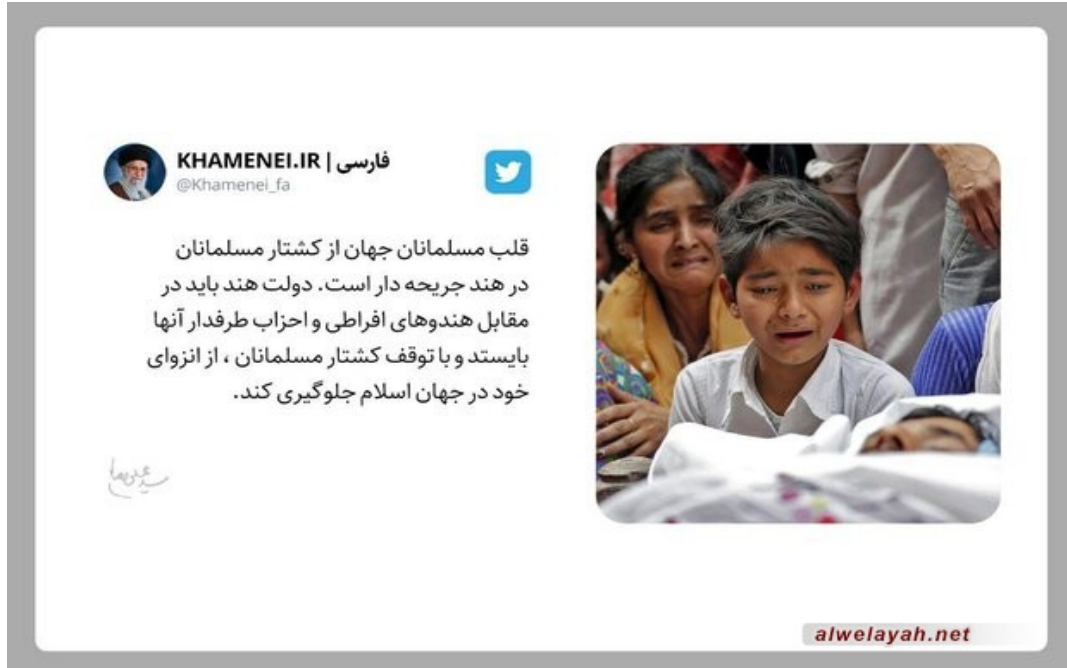 KHAMENEI.IR | فارسی
@Khamenei_fa
قلب مسلمانان جهان از کشتار مسلمانان
در هند جریحه دار است. دولت هند باید در
مقابل هندوهای افراطی و احزاب طرفدار آنها
بایستد و با توقف کشتار مسلمانان ، از انزوای
خود در جهان اسلام جلوگیری کند.
alwelayah.net